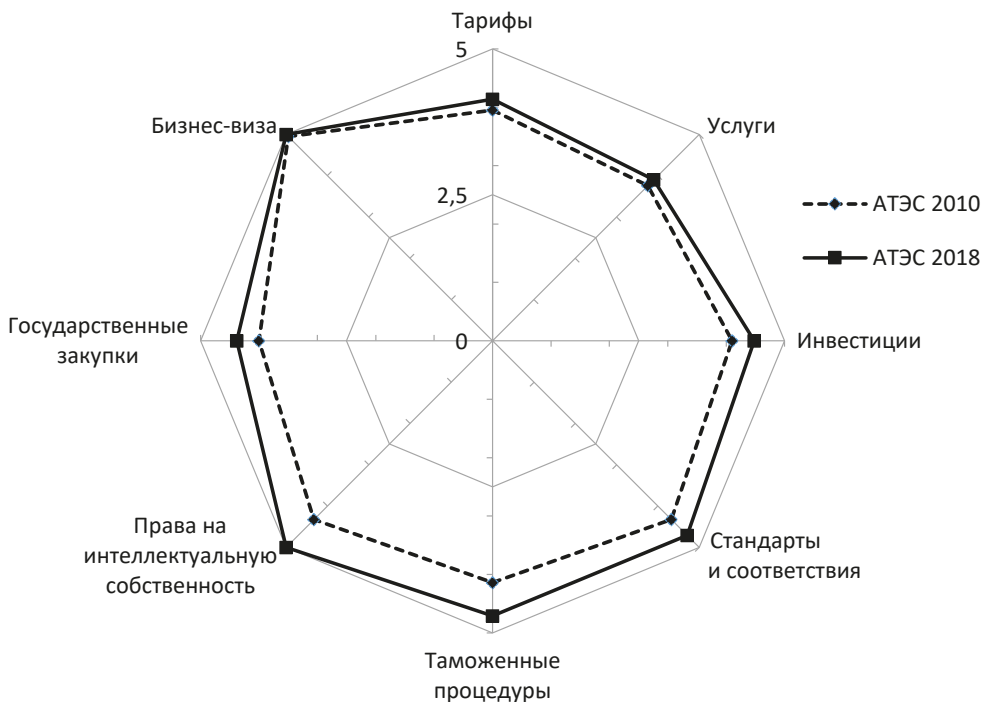 Тарифы
5
Бизнес-виза
Услуги
2,5
АТЭС 2010
АТЭС 2018
Государственные
закупки
0
Инвестиции
Права на
интеллектуальную
собственность
Стандарты
и соответствия
Таможенные
процедуры